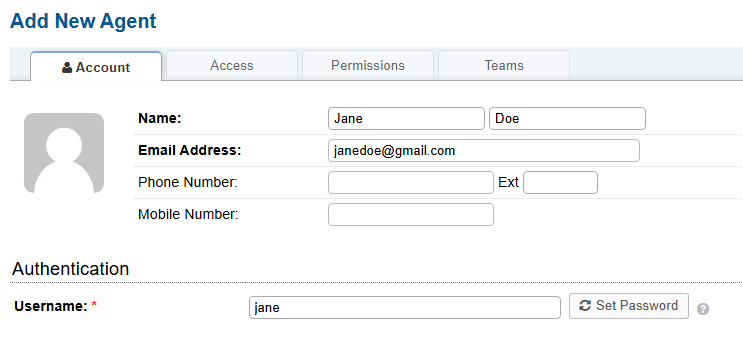 Add New Agent
Account Access Permissions Teams
Name: Jane Doe
Email Address: janedoe@gmail.com
Phone Number: Ext
Mobile Number:
Authentication
Username: * jane Set Password ?